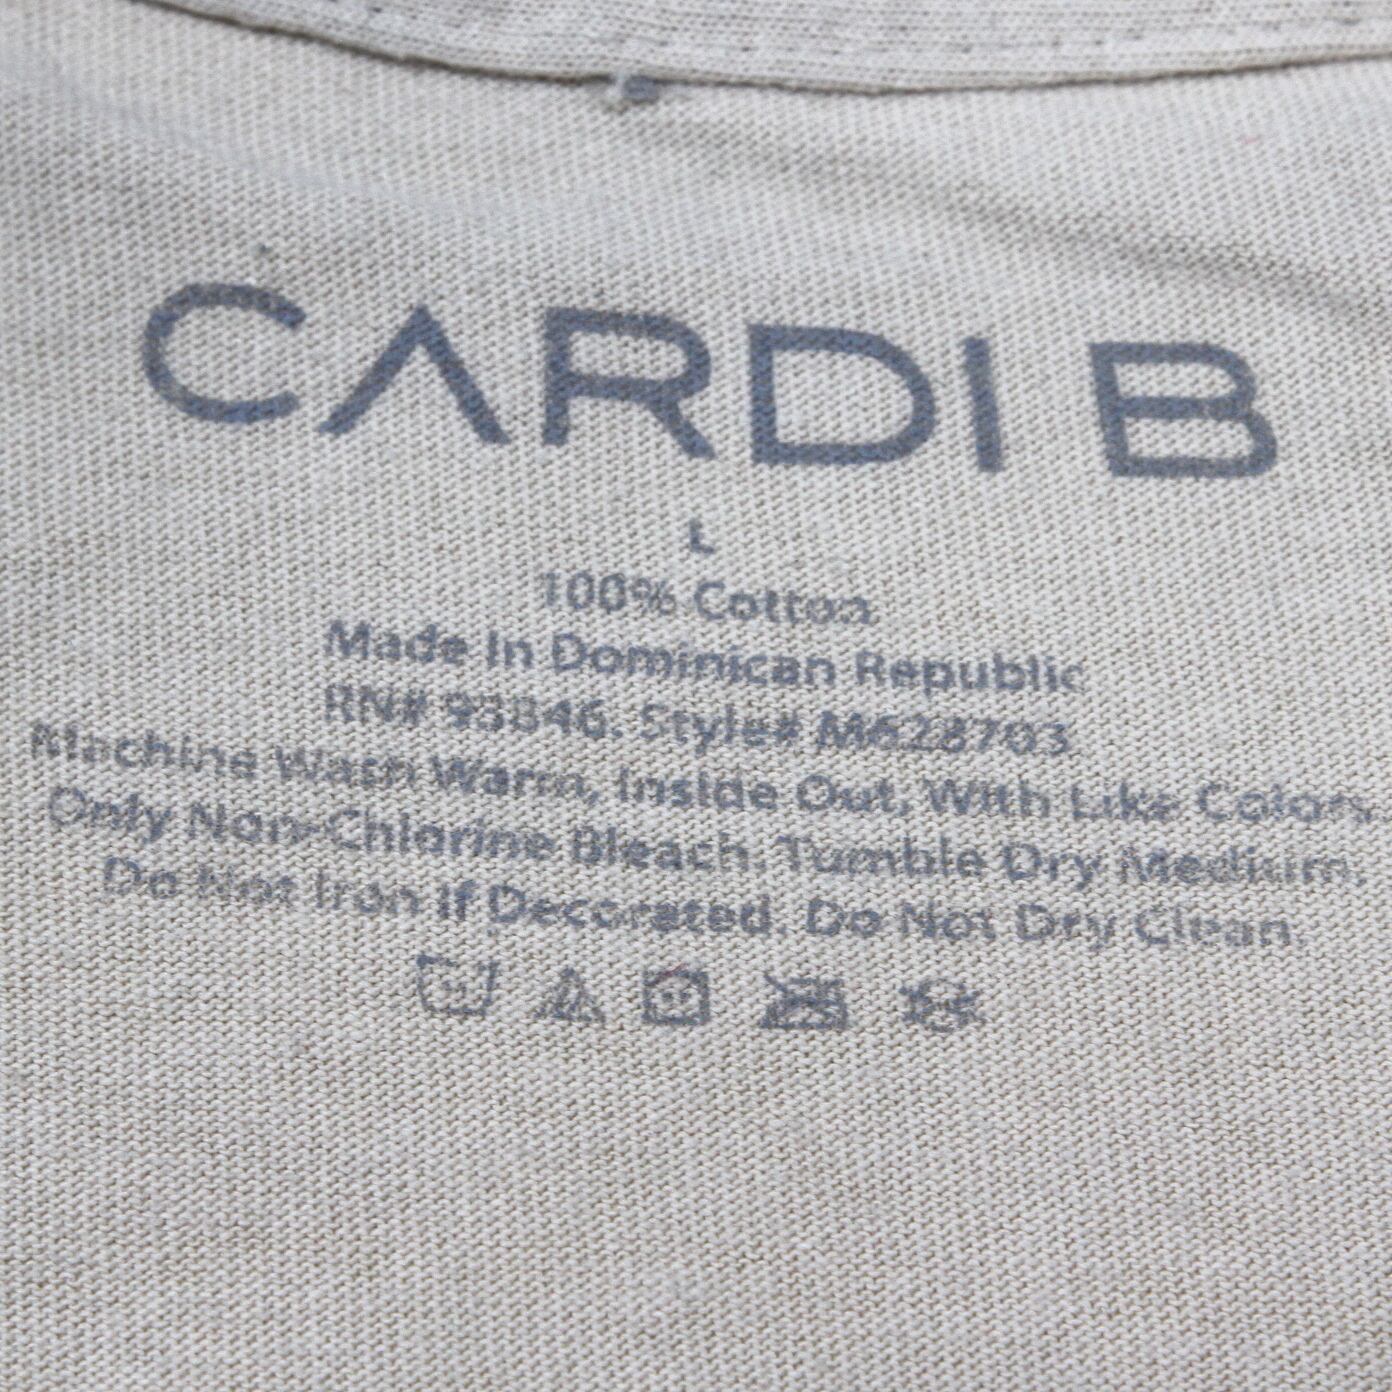 CARDI B
L
100% Cotton
Made In Dominican Republic
RN# 93846. Style# M628703
Machine Wash Warm, Inside Out, With Like Colors.
Only Non-Chlorine Bleach. Tumble Dry Medium.
Do Not Iron If Decorated. Do Not Dry Clean.